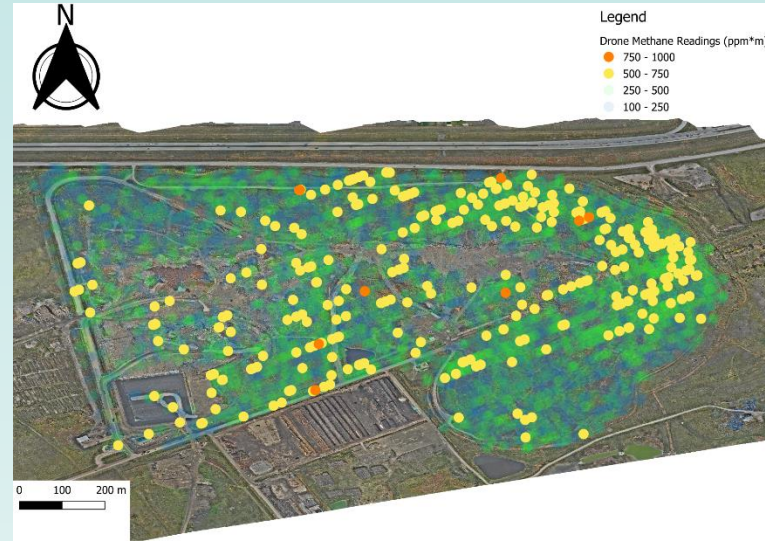 N
Legend
Drone Methane Readings (ppm*m)
750 - 1000
500 - 750
250 - 500
100 - 250
0 100 200 m